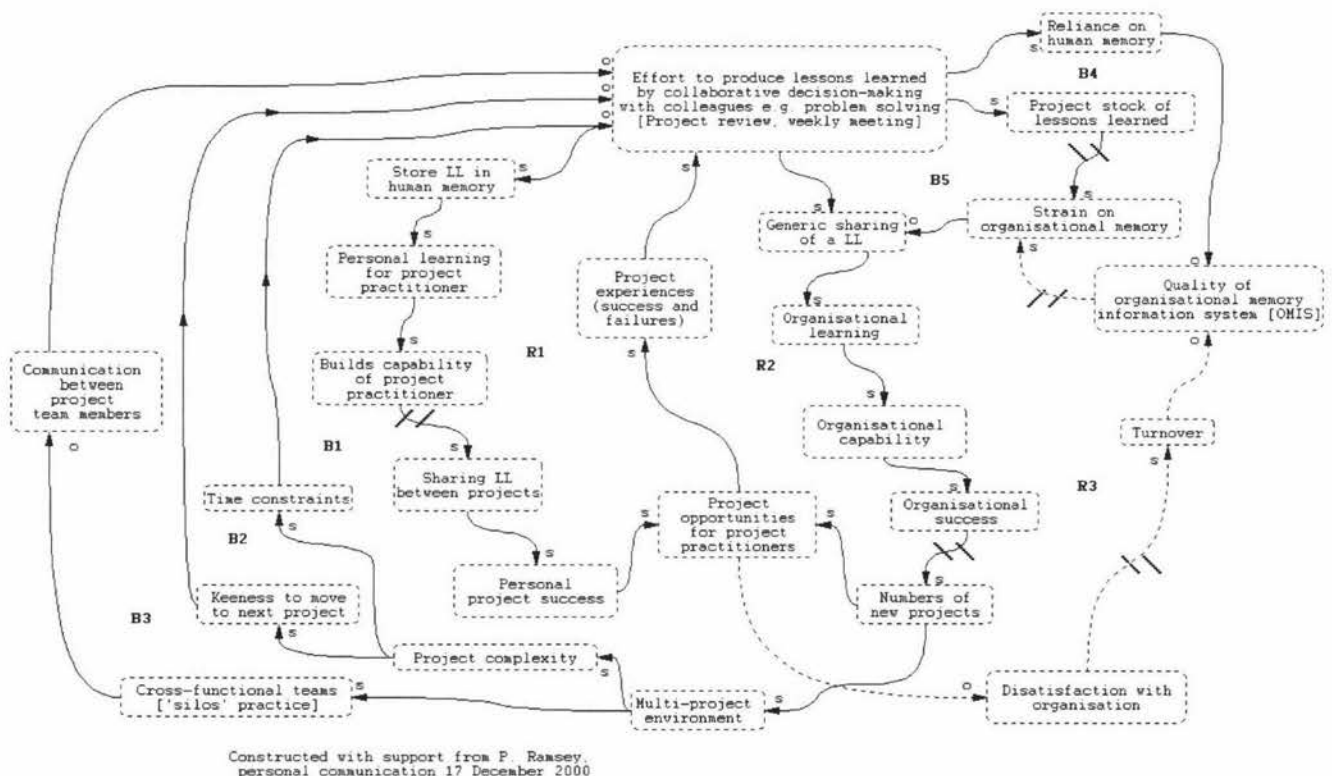 Reliance on
human memory
s
o
B4
Effort to produce lessons learned
by collaborative decision-making
with colleagues e.g. problem solving
[Project review, weekly meeting]
o
o
o
s
Project stock of
lessons learned
s
Store LL in
human memory
s
B5
s
s
Generic sharing
of a LL
o
Strain on
organisational memory
s
s
Personal learning
for project
practitioner
Project
experiences
(success and
failures)
s
o
Quality of
organisational memory
information system [OMIS]
o
s
Organisational
learning
s
R1
R2
Communication
between
project
team members
o
Builds capability
of project
practitioner
s
Organisational
capability
Turnover
s
B1
s
Sharing LL
between projects
s
Organisational
success
R3
Time constraints
s
B2
Project
opportunities
for project
practitioners
s
s
s
Personal
project success
s
Numbers of
new projects
Keeness to move
to next project
s
B3
Project complexity
s
Cross-functional teams
['silos' practice]
s
Multi-project
environment
s
o
Disatisfaction with
organisation
Constructed with support from P. Ramsey,
personal communication 17 December 2000